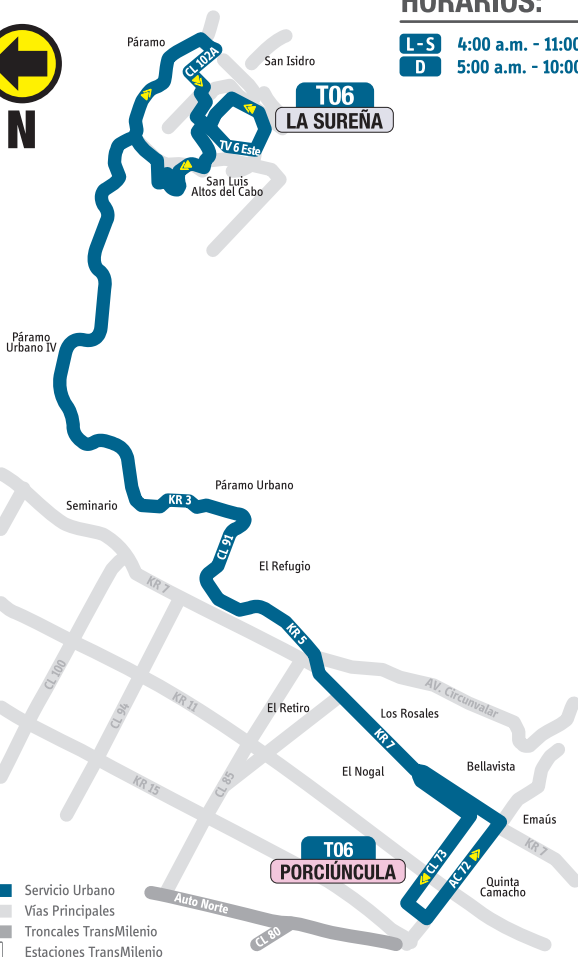 HORARIOS:
L-S 4:00 a.m. - 11:00
D 5:00 a.m. - 10:00
N
Páramo
CL 102A
San Isidro
T06
LA SUREÑA
TV 6 Este
San Luis
Altos del Cabo
Páramo
Urbano IV
Páramo Urbano
KR 3
Seminario
CL 91
El Refugio
KR 7
KR 5
CL 100
AV. Circunvalar
KR 11
CL 94
El Retiro
Los Rosales
KR 7
Bellavista
El Nogal
CL 85
KR 15
Emaús
KR 7
T06
PORCIÚNCULA
CL 73
AC 72
Quinta
Camacho
Auto Norte
CL 80
Servicio Urbano
Vías Principales
Troncales TransMilenio
Estaciones TransMilenio